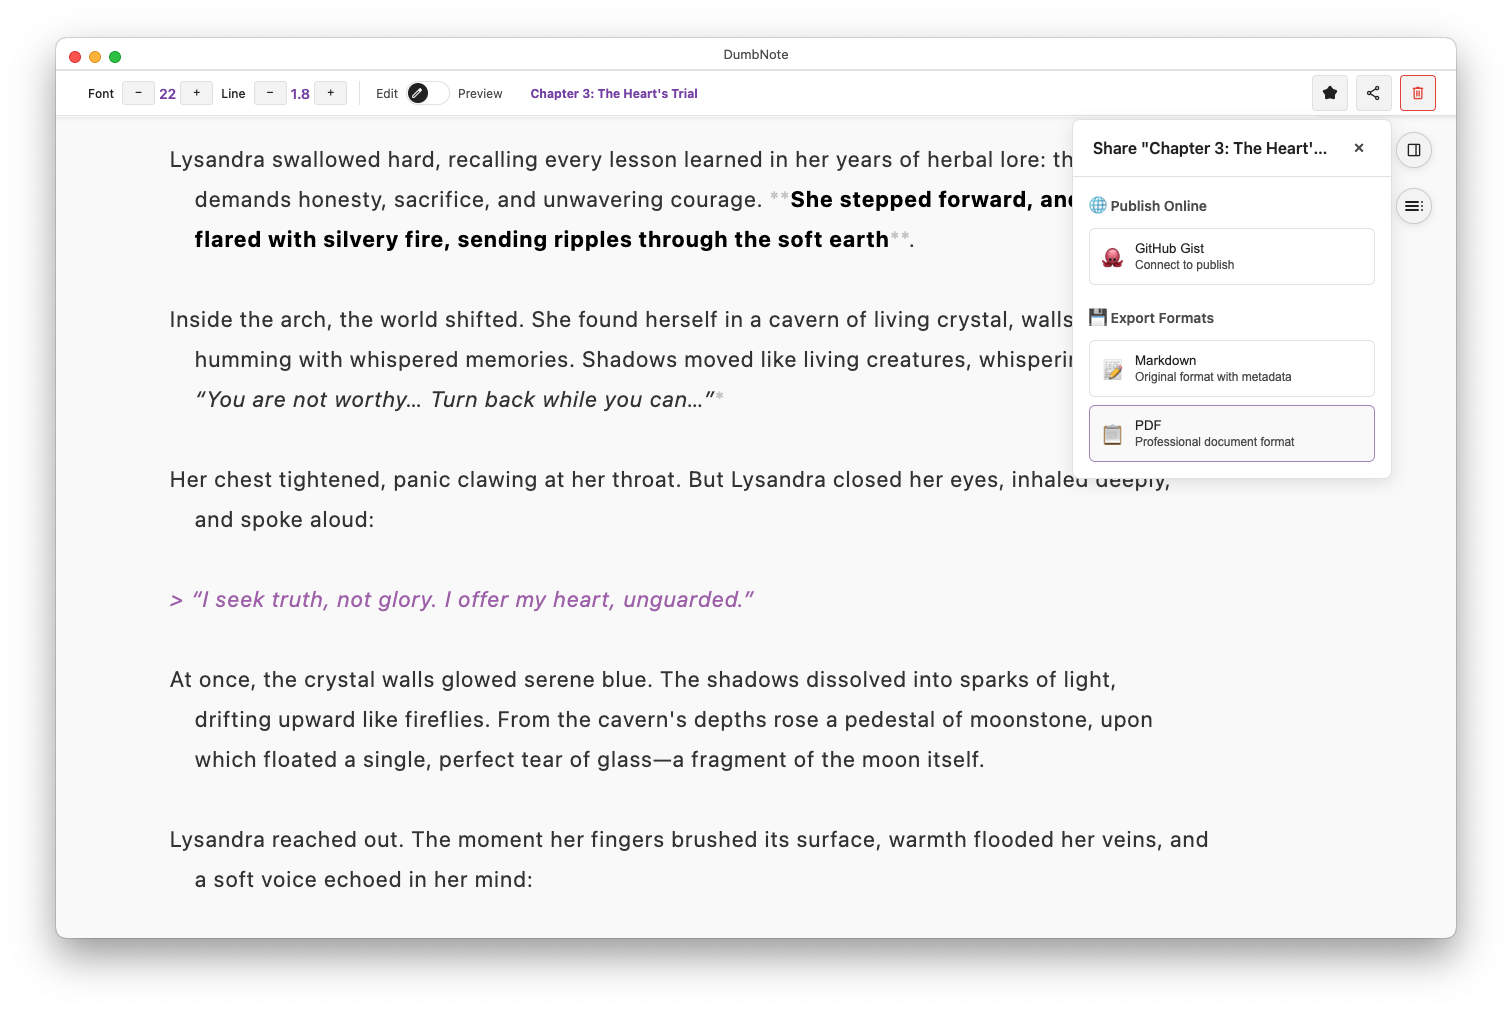 DumbNote
Font − 22 + Line − 1.8 + Edit Preview Chapter 3: The Heart's Trial
Lysandra swallowed hard, recalling every lesson learned in her years of herbal lore:
demands honesty, sacrifice, and unwavering courage. **She stepped forward,
flared with silvery fire, sending ripples through the soft earth**.
Inside the arch, the world shifted. She found herself in a cavern of living crystal, walls
humming with whispered memories. Shadows moved like living creatures,
“You are not worthy… Turn back while you can…”*
Her chest tightened, panic clawing at her throat. But Lysandra closed her eyes, inhaled deeply,
and spoke aloud:
> “I seek truth, not glory. I offer my heart, unguarded.”
At once, the crystal walls glowed serene blue. The shadows dissolved into sparks of light,
drifting upward like fireflies. From the cavern's depths rose a pedestal of moonstone, upon
which floated a single, perfect tear of glass—a fragment of the moon itself.
Lysandra reached out. The moment her fingers brushed its surface, warmth flooded her veins, and
a soft voice echoed in her mind:
Share "Chapter 3: The Heart'... ×
Publish Online
GitHub Gist
Connect to publish
Export Formats
Markdown
Original format with metadata
PDF
Professional document format